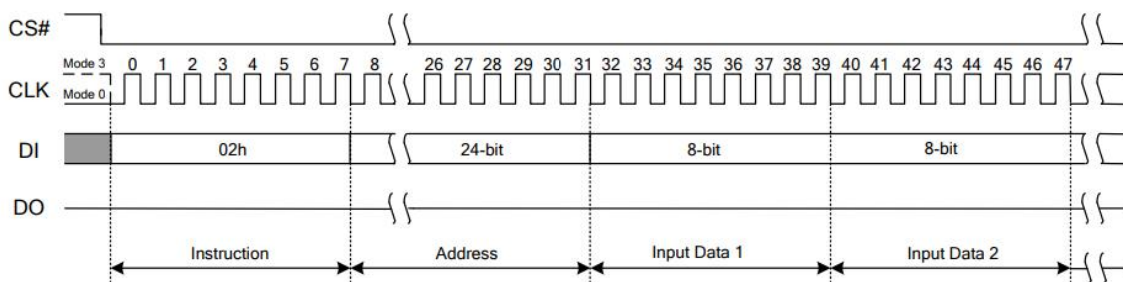 CS#
Mode 3 0 1 2 3 4 5 6 7 8 26 27 28 29 30 31 32 33 34 35 36 37 38 39 40 41 42 43 44 45 46 47
CLK Mode 0
DI 02h 24-bit 8-bit 8-bit
DO
Instruction Address Input Data 1 Input Data 2